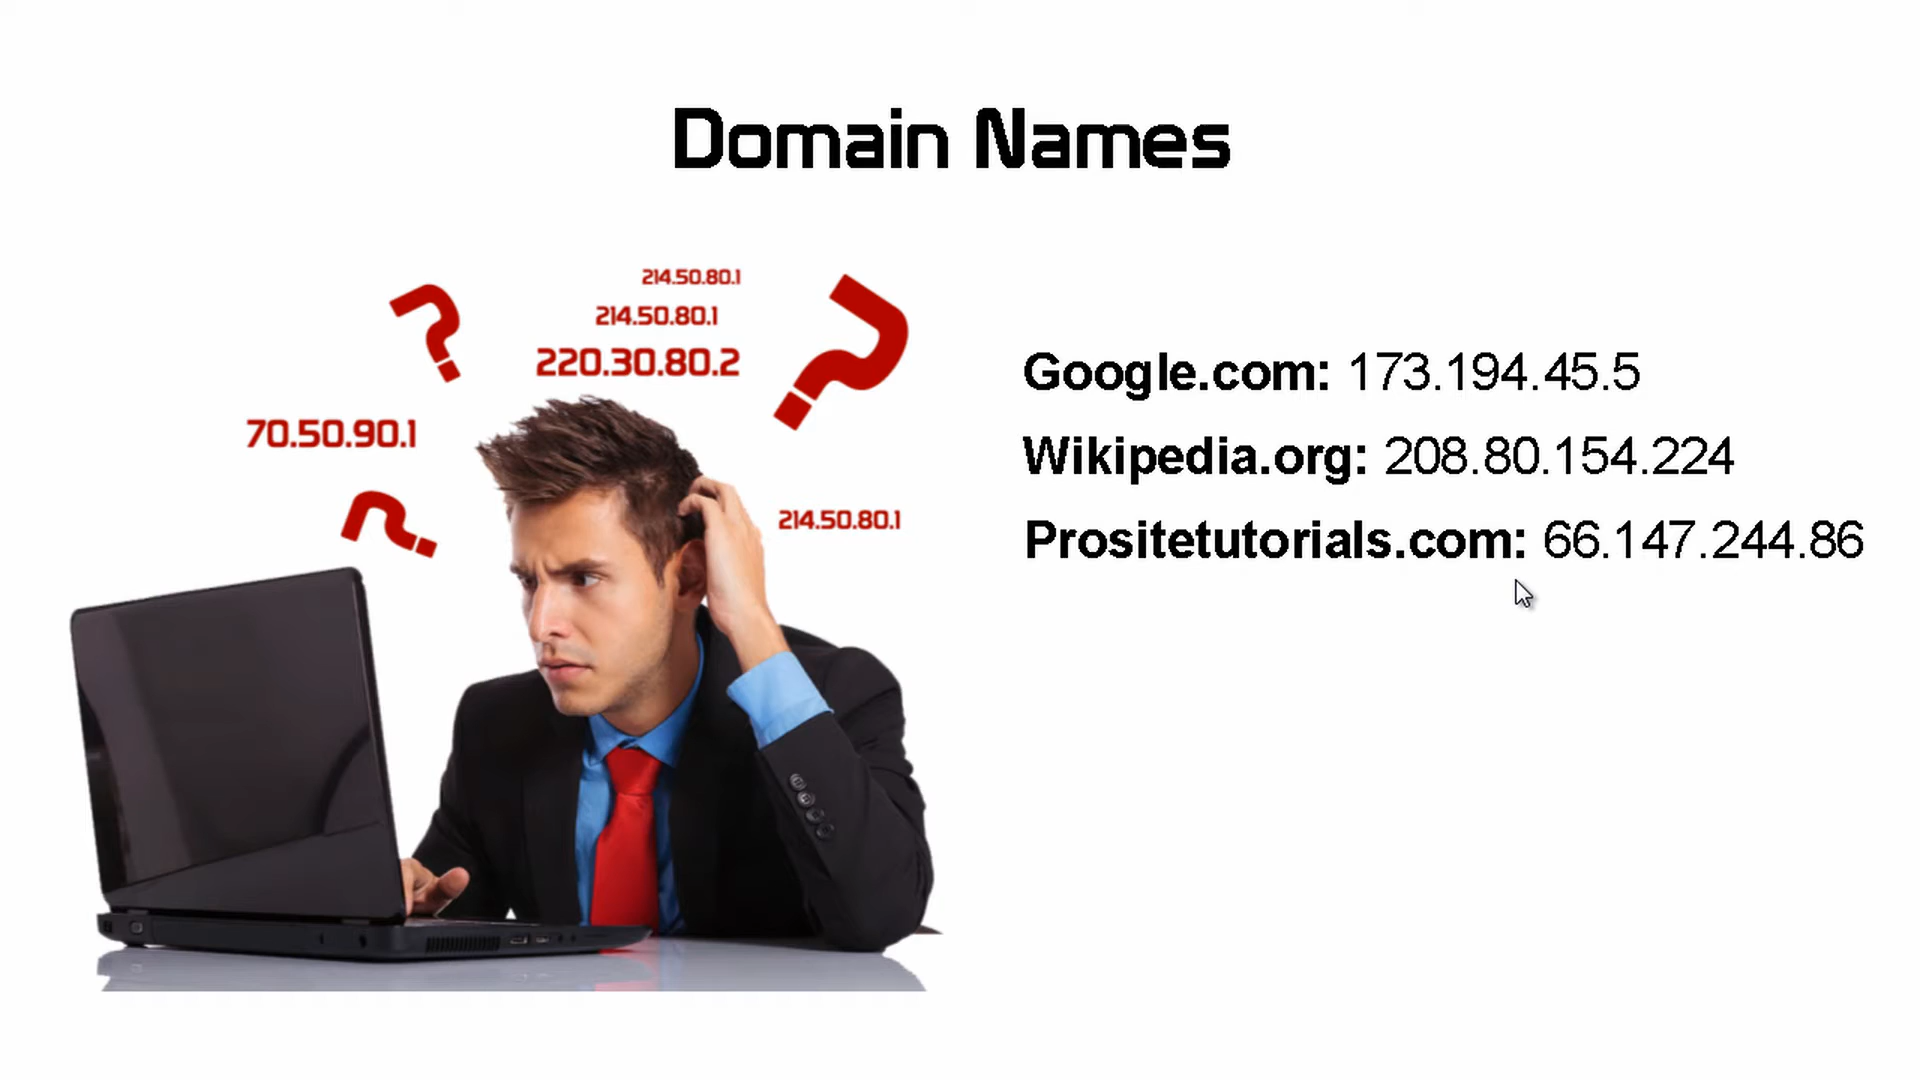 Domain Names
214.50.80.1
214.50.80.1
220.30.80.2
70.50.90.1
214.50.80.1
Google.com: 173.194.45.5
Wikipedia.org: 208.80.154.224
Prositetutorials.com: 66.147.244.86